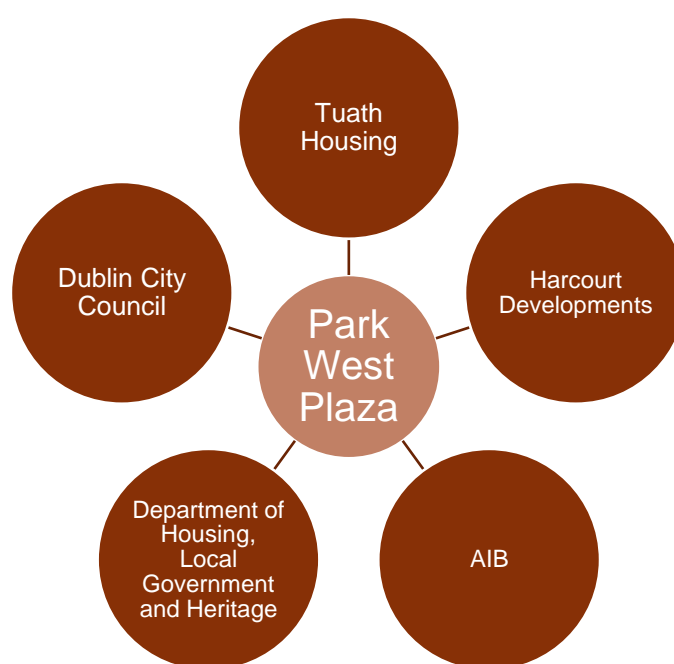 Tuath
Housing
Dublin City
Council
Harcourt
Developments
Park
West
Plaza
Department of
Housing,
Local
Government
and Heritage
AIB